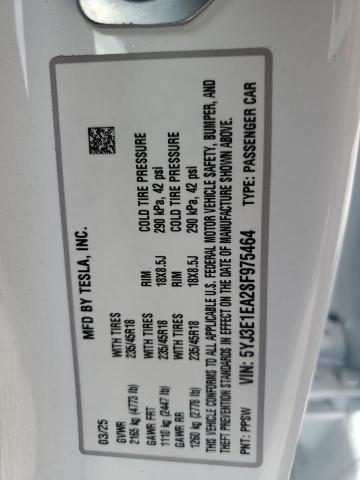 MFD BY TESLA, INC.
03/25
GVWR WITH TIRES RIM COLD TIRE PRESSURE
2165 kg (4773 lb) 235/45R18 18X8.5J 290 kPa, 42 psi
GAWR FRT WITH TIRES RIM COLD TIRE PRESSURE
1110 kg (2447 lb) 235/45R18 18X8.5J 290 kPa, 42 psi
GAWR RR
1260 kg (2778 lb)
THIS VEHICLE CONFORMS TO ALL APPLICABLE U.S. FEDERAL MOTOR VEHICLE SAFETY, BUMPER, AND
THEFT PREVENTION STANDARDS IN EFFECT ON THE DATE OF MANUFACTURE SHOWN ABOVE.
VIN: 5YJ3E1EA2SF975464 TYPE: PASSENGER CAR
PNT: PPSW